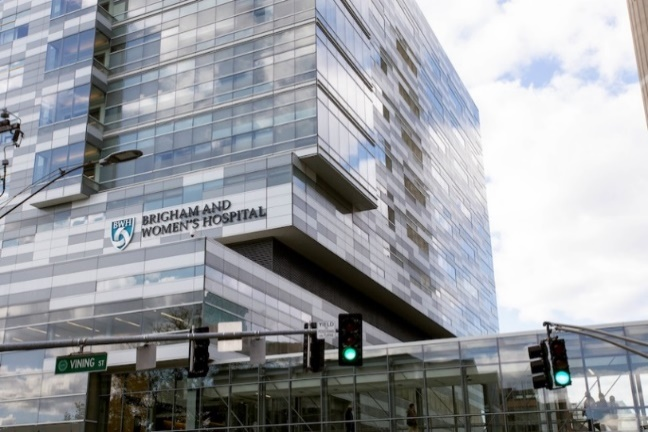 BWH
BRIGHAM AND
WOMEN'S HOSPITAL
VINING ST